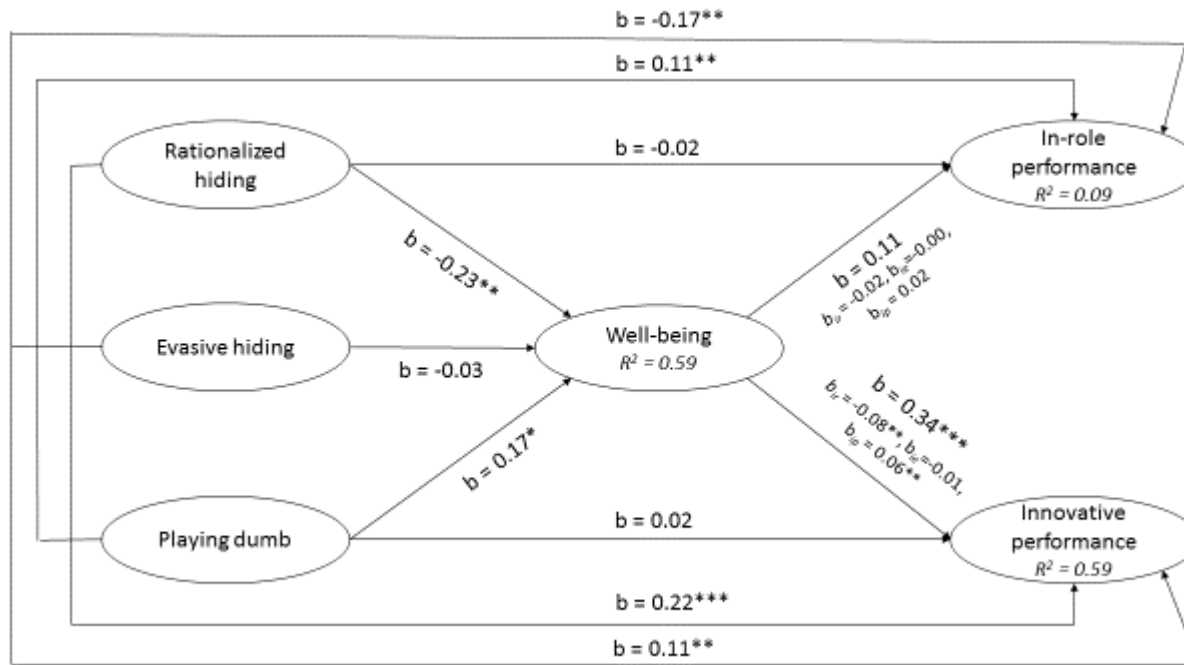 b = -0.17**
b = 0.11**
Rationalized
hiding
b = -0.02
In-role
performance
R² = 0.09
b = -0.23**
b = 0.11
b_ir = -0.02, b_ie=-0.00,
b_ip = 0.02
Evasive hiding
b = -0.03
Well-being
R² = 0.59
b = 0.17*
b = 0.34***
b_ir = -0.08**, b_ie=-0.01,
b_ip = 0.06**
Playing dumb
b = 0.02
Innovative
performance
R² = 0.59
b = 0.22***
b = 0.11**